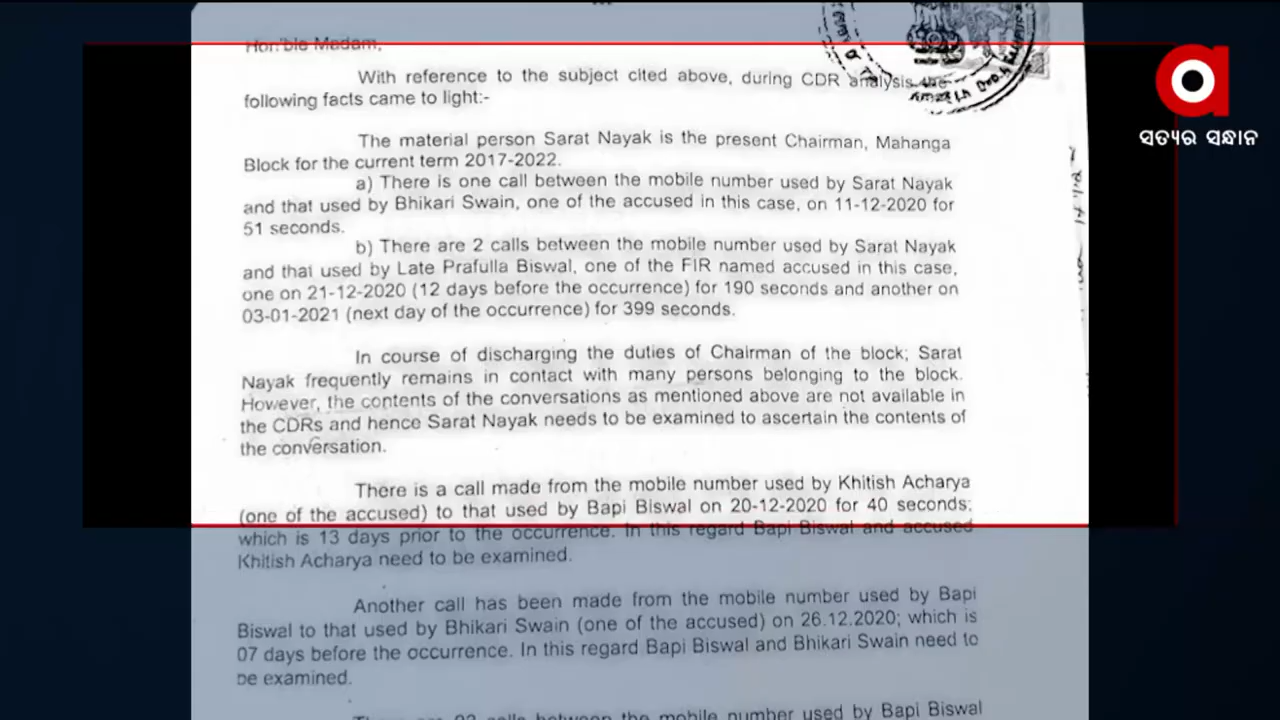 Hon'ble Madam,
With reference to the subject cited above, during CDR analysis the
following facts came to light:-
The material person Sarat Nayak is the present Chairman, Mahanga
Block for the current term 2017-2022.
a) There is one call between the mobile number used by Sarat Nayak
and that used by Bhikari Swain, one of the accused in this case, on 11-12-2020 for
51 seconds.
b) There are 2 calls between the mobile number used by Sarat Nayak
and that used by Late Prafulla Biswal, one of the FIR named accused in this case,
one on 21-12-2020 (12 days before the occurrence) for 190 seconds and another on
03-01-2021 (next day of the occurrence) for 399 seconds.
In course of discharging the duties of Chairman of the block; Sarat
Nayak frequently remains in contact with many persons belonging to the block.
However, the contents of the conversations as mentioned above are not available in
the CDRs and hence Sarat Nayak needs to be examined to ascertain the contents of
the conversation.
There is a call made from the mobile number used by Khitish Acharya
(one of the accused) to that used by Bapi Biswal on 20-12-2020 for 40 seconds;
which is 13 days prior to the occurrence. In this regard Bapi Biswal and accused
Khitish Acharya need to be examined.
Another call has been made from the mobile number used by Bapi
Biswal to that used by Bhikari Swain (one of the accused) on 26.12.2020; which is
07 days before the occurrence. In this regard Bapi Biswal and Bhikari Swain need to
be examined.
calls between the mobile number used by Bapi Biswal
ସତ୍ୟର ସନ୍ଧାନ